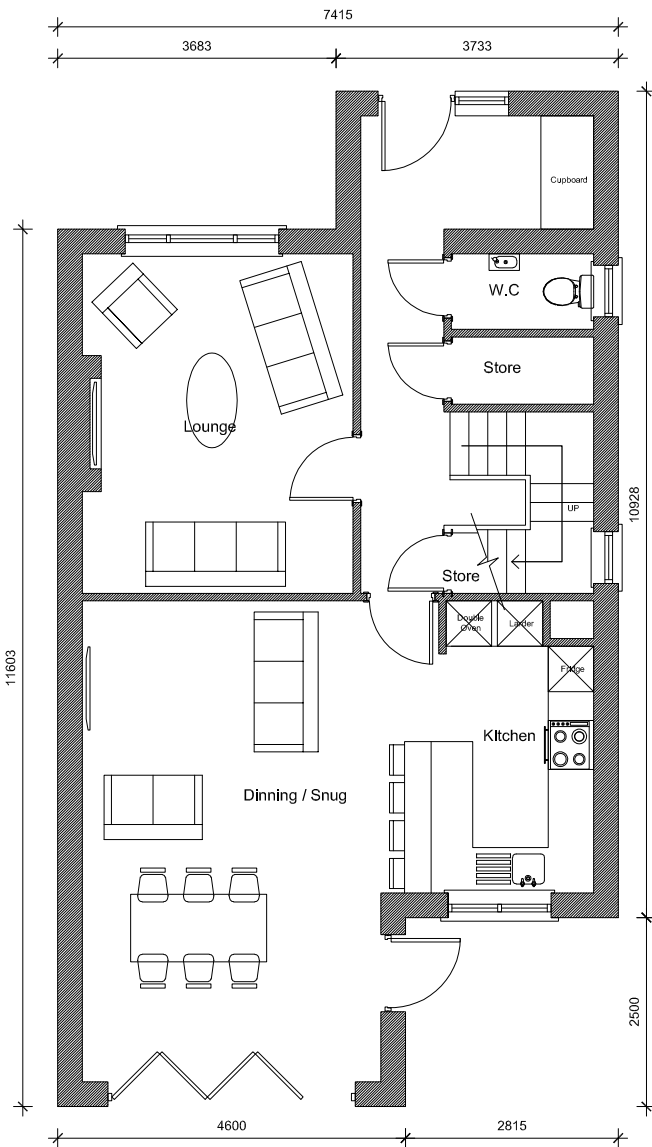 7415
3683
3733
Cupboard
W.C
Store
Lounge
UP
10928
Store
Double
Oven
Larder
Fridge
11603
KItchen
Dinning / Snug
2500
4600
2815